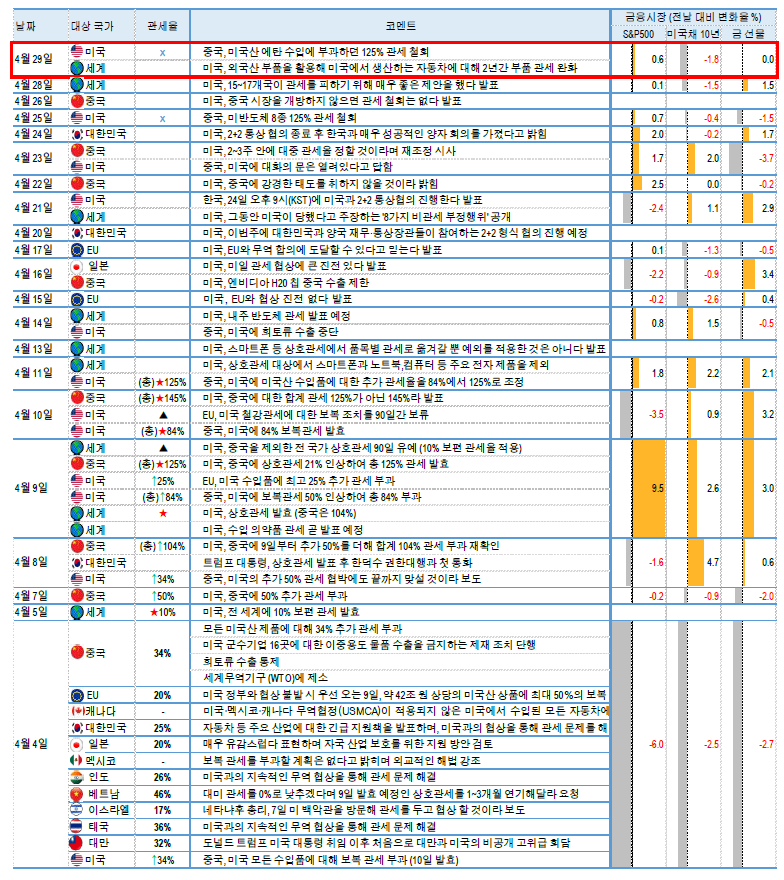 날짜 대상 국가 관세율 코멘트 금융시장 (전날 대비 변화율 %)
S&P500 미국채 10년 금 선물
4월 29일 미국 x 중국, 미국산 에탄 수입에 부과하던 125% 관세 철회 0.6 -1.8 0.0
세계 미국, 외국산 부품을 활용해 미국에서 생산하는 자동차에 대해 2년간 부품 관세 완화
4월 28일 세계 미국, 15~17개국이 관세를 피하기 위해 매우 좋은 제안을 했다 발표 0.1 -1.5 1.5
4월 26일 중국 미국, 중국 시장을 개방하지 않으면 관세 철회는 없다 발표
4월 25일 미국 x 중국, 미 반도체 8종 125% 관세 철회 0.7 -0.4 -1.5
4월 24일 대한민국 미국, 2+2 통상 협의 종료 후 한국과 매우 성공적인 양자 회의를 가졌다고 밝힘 2.0 -0.2 1.7
4월 23일 중국 미국, 2~3주 안에 대중 관세율 정할 것이라며 재조정 시사 1.7 2.0 -3.7
미국 중국, 미국에 대화의 문은 열려있다고 답함
4월 22일 중국 미국, 중국에 강경한 태도를 취하지 않을 것이라 밝힘 2.5 0.0 -0.2
4월 21일 미국 한국, 24일 오후 9시(KST)에 미국과 2+2 통상협의 진행한다 발표 -2.4 1.1 2.9
세계 미국, 그동안 미국이 당했다고 주장하는 '8가지 비관세 부정행위' 공개
4월 20일 대한민국 미국, 이번주에 대한민국과 양국 재무·통상장관들이 참여하는 2+2 형식 협의 진행 예정
4월 17일 EU 미국, EU와 무역 합의에 도달할 수 있다고 믿는다 발표 0.1 -1.3 -0.5
4월 16일 일본 미국, 미일 관세 협상에 큰 진전 있다 발표 -2.2 -0.9 3.4
중국 미국, 엔비디아 H20 칩 중국 수출 제한
4월 15일 EU 미국, EU와 협상 진전 없다 발표 -0.2 -2.6 0.4
4월 14일 세계 미국, 내주 반도체 관세 발표 예정 0.8 1.5 -0.5
미국 중국, 미국에 희토류 수출 중단
4월 13일 세계 미국, 스마트폰 등 상호관세에서 품목별 관세로 옮겨갈 뿐 예외를 적용한 것은 아니다 발표
4월 11일 세계 미국, 상호관세 대상에서 스마트폰과 노트북,컴퓨터 등 주요 전자 제품을 제외 1.8 2.2 2.1
미국 (총)★125% 중국, 중국에 미국산 수입품에 대한 추가 관세율을 84%에서 125%로 조정
4월 10일 중국 (총)★145% 미국, 중국에 대한 합계 관세 125%가 아닌 145%라 발표 -3.5 0.9 3.2
미국 ▲ EU, 미국 철강관세에 대한 보복 조치를 90일간 보류
미국 (총)★84% 중국, 미국에 84% 보복관세 발효
4월 9일 세계 ▲ 미국, 중국을 제외한 전 국가 상호관세 90일 유예 (10% 보편 관세율 적용) 9.5 2.6 3.0
중국 (총)★125% 미국, 중국에 상호관세 21% 인상하여 총 125% 관세 발효
미국 ↑25% EU, 미국 수입품에 최고 25% 추가 관세 부과
미국 (총)↑84% 중국, 미국에 보복관세 50% 인상하여 총 84% 부과
세계 ★ 미국, 상호관세 발효 (중국은 104%)
세계 미국, 수입 의약품 관세 곧 발표 예정
4월 8일 중국 (총)↑104% 미국, 중국에 9일부터 추가 50%를 더해 합계 104% 관세 부과 재확인 -1.6 4.7 0.6
대한민국 트럼프 대통령, 상호관세 발표 후 한덕수 권한대행과 첫 통화
미국 ↑34% 중국, 미국의 추가 50% 관세 협박에도 끝까지 맞설 것이라 보도
4월 7일 중국 ↑50% 미국, 중국에 50% 추가 관세 부과 -0.2 -0.9 -2.0
4월 5일 세계 ★10% 미국, 전 세계에 10% 보편 관세 발효
4월 4일 중국 34% 모든 미국산 제품에 대해 34% 추가 관세 부과 -6.0 -2.5 -2.7
미국 군수기업 16곳에 대한 이중용도 물품 수출을 금지하는 제재 조치 단행
희토류 수출 통제
세계무역기구 (WTO)에 제소
EU 20% 미국 정부와 협상 불발 시 우선 오는 9일, 약 42조 원 상당의 미국산 상품에 최대 50%의 보복
캐나다 - 미국·멕시코·캐나다 무역협정(USMCA)이 적용되지 않은 미국에서 수입된 모든 자동차에
대한민국 25% 자동차 등 주요 산업에 대한 긴급 지원책을 발표하며, 미국과의 협상을 통해 관세 문제를 해
일본 20% 매우 유감스럽다 표현하며 자국 산업 보호를 위한 지원 방안 검토
멕시코 - 보복 관세를 부과할 계획은 없다고 밝히며 외교적인 해법 강조
인도 26% 미국과의 지속적인 무역 협상을 통해 관세 문제 해결
베트남 46% 대미 관세를 0%로 낮추겠다며 9일 발효 예정인 상호관세를 1~3개월 연기해달라 요청
이스라엘 17% 네타냐후 총리, 7일 미 백악관을 방문해 관세를 두고 협상 할 것이라 보도
태국 36% 미국과의 지속적인 무역 협상을 통해 관세 문제 해결
대만 32% 도널드 트럼프 미국 대통령 취임 이후 처음으로 대만과 미국의 비공개 고위급 회담
미국 ↑34% 중국, 미국 모든 수입품에 대해 보복 관세 부과 (10일 발효)